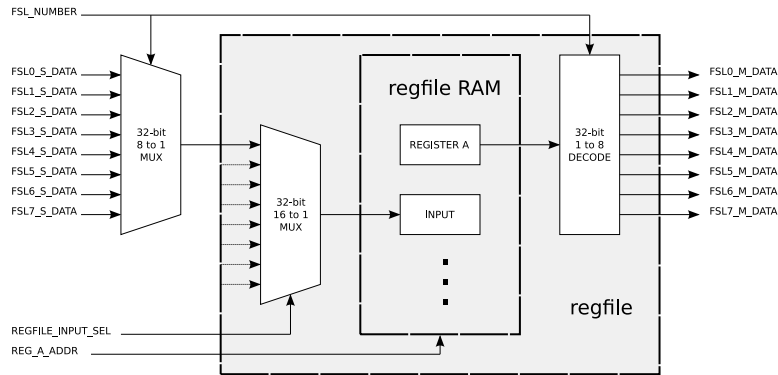 FSL_NUMBER
FSL0_S_DATA
FSL1_S_DATA
FSL2_S_DATA
FSL3_S_DATA
FSL4_S_DATA
FSL5_S_DATA
FSL6_S_DATA
FSL7_S_DATA
32-bit
8 to 1
MUX
32-bit
16 to 1
MUX
regfile RAM
REGISTER A
INPUT
32-bit
1 to 8
DECODE
FSL0_M_DATA
FSL1_M_DATA
FSL2_M_DATA
FSL3_M_DATA
FSL4_M_DATA
FSL5_M_DATA
FSL6_M_DATA
FSL7_M_DATA
regfile
REGFILE_INPUT_SEL
REG_A_ADDR